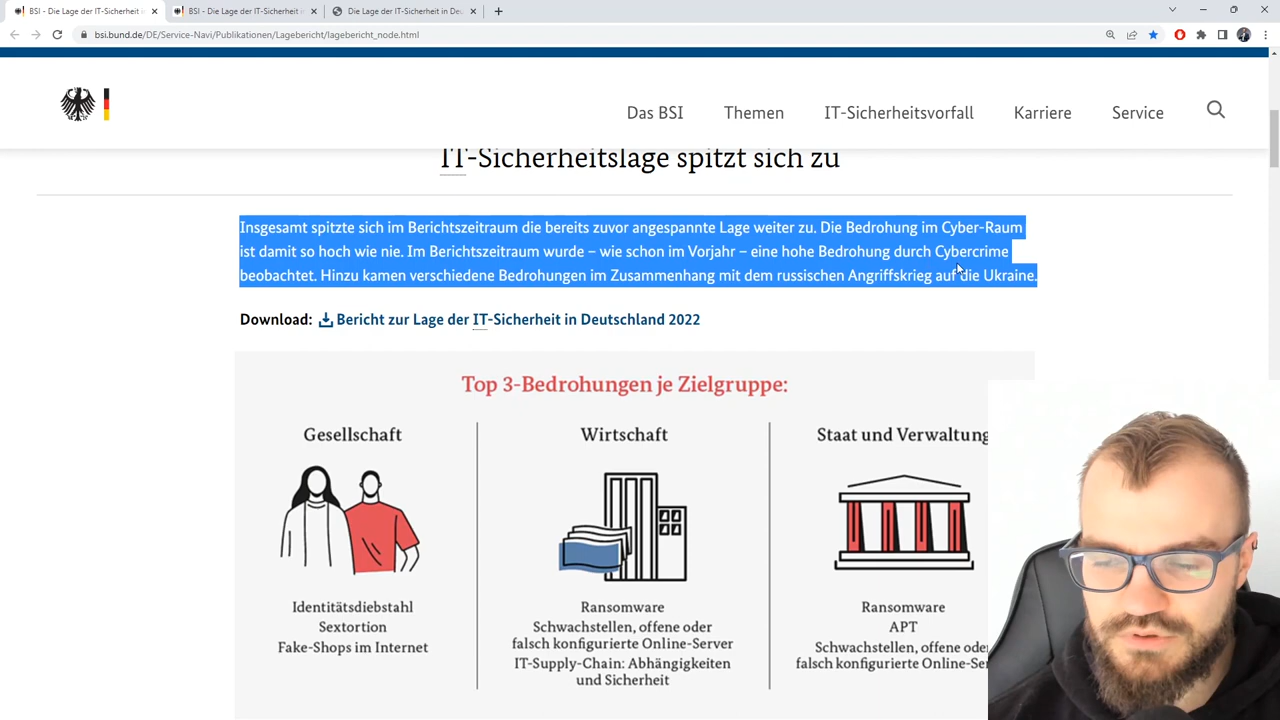 BSI - Die Lage der IT-Sicherheit in
BSI - Die Lage der IT-Sicherheit in
Die Lage der IT-Sicherheit in Deu
bsi.bund.de/DE/Service-Navi/Publikationen/Lagebericht/lagebericht_node.html
Das BSI
Themen
IT-Sicherheitsvorfall
Karriere
Service
IT-Sicherheitslage spitzt sich zu
Insgesamt spitzte sich im Berichtszeitraum die bereits zuvor angespannte Lage weiter zu. Die Bedrohung im Cyber-Raum
ist damit so hoch wie nie. Im Berichtszeitraum wurde – wie schon im Vorjahr – eine hohe Bedrohung durch Cybercrime
beobachtet. Hinzu kamen verschiedene Bedrohungen im Zusammenhang mit dem russischen Angriffskrieg auf die Ukraine.
Download: Bericht zur Lage der IT-Sicherheit in Deutschland 2022
Top 3-Bedrohungen je Zielgruppe:
Gesellschaft
Identitätsdiebstahl
Sextortion
Fake-Shops im Internet
Wirtschaft
Ransomware
Schwachstellen, offene oder
falsch konfigurierte Online-Server
IT-Supply-Chain: Abhängigkeiten
und Sicherheit
Staat und Verwaltung
Ransomware
APT
Schwachstellen, offene ode
falsch konfigurierte Online-Se